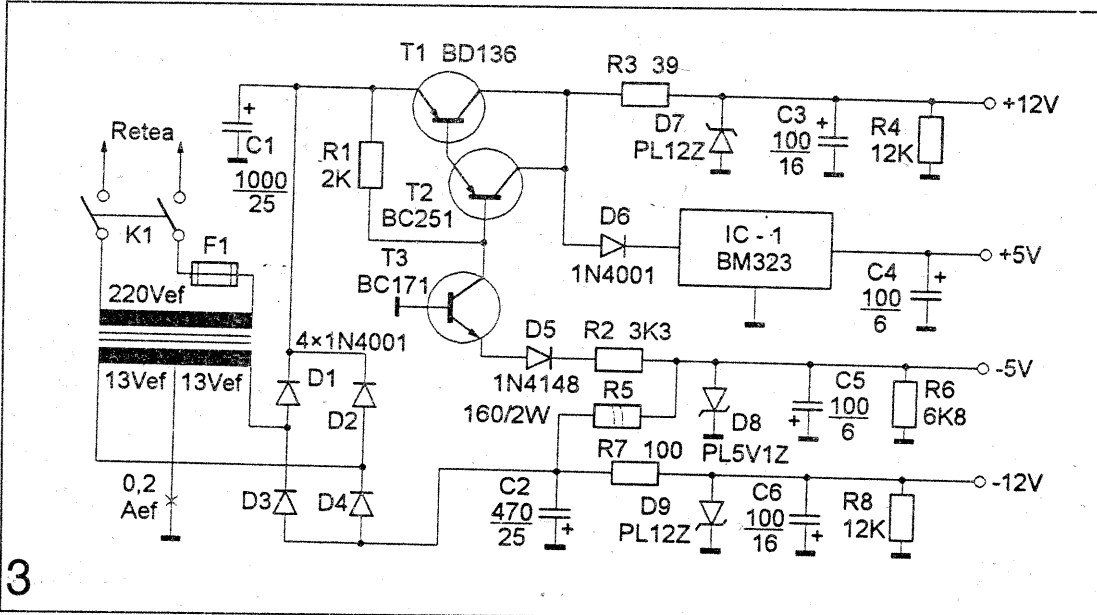 T1 BD136
R3 39
+12V
Retea
C1
1000
25
R1
2K
D7
PL12Z
C3
100
16
R4
12K
T2
BC251
K1
F1
D6
1N4001
IC - 1
BM323
+5V
T3
BC171
C4
100
6
220Vef
4×1N4001
D5
1N4148
R2 3K3
-5V
13Vef
13Vef
D1
D2
160/2W
R5
D8
PL5V1Z
C5
100
6
R6
6K8
R7 100
-12V
0,2
Aef
D3
D4
C2
470
25
D9
PL12Z
C6
100
16
R8
12K
3